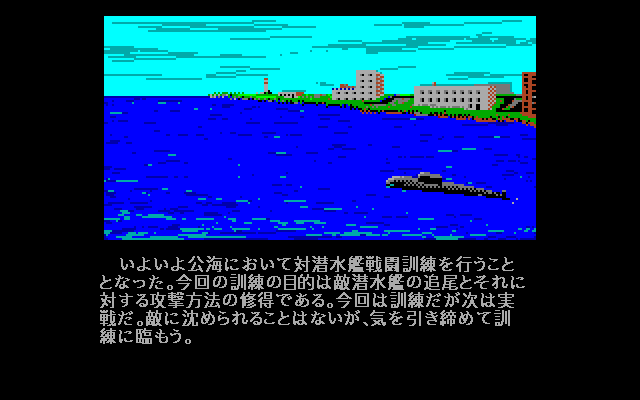 いよいよ公海において対潜水艦戦闘訓練を行うこと
となった。今回の訓練の目的は敵潜水艦の追尾とそれに
対する攻撃方法の修得である。今回は訓練だが次は実
戦だ。敵に沈められることはないが、気を引き締めて訓
練に臨もう。